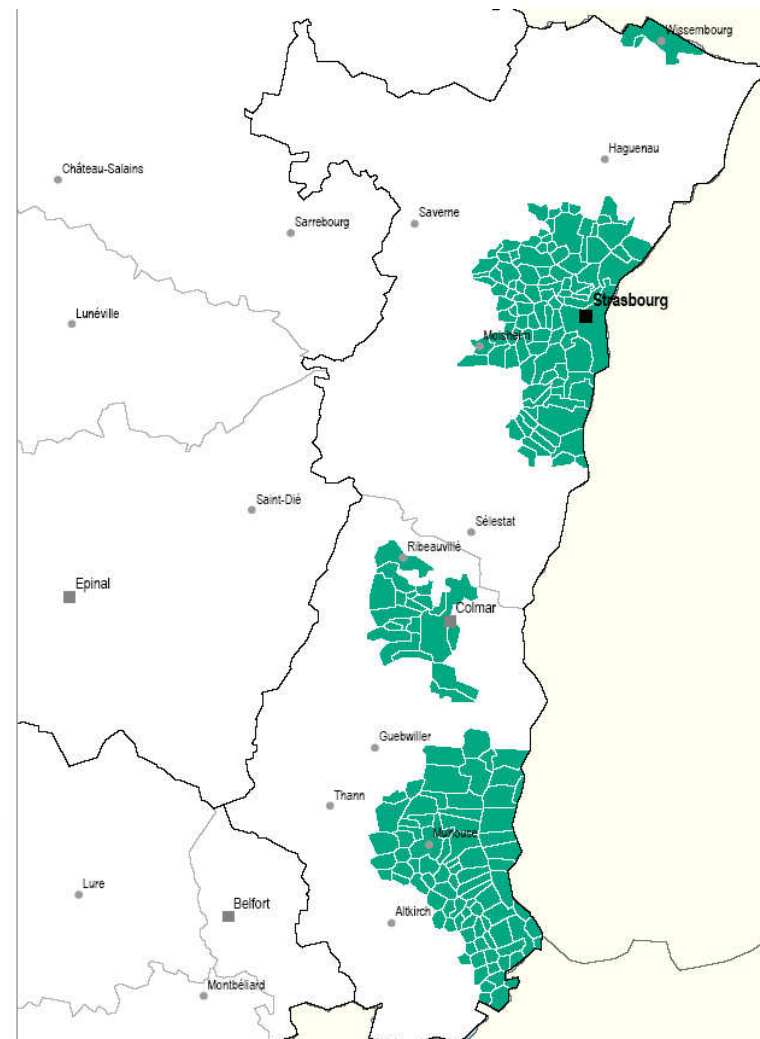 Wissembourg
Haguenau
Château-Salains
Saverne
Sarrebourg
Strasbourg
Lunéville
Molsheim
Saint-Dié
Sélestat
Ribeauvillé
Epinal
Colmar
Guebwiller
Thann
Mulhouse
Lure
Belfort
Altkirch
Montbéliard